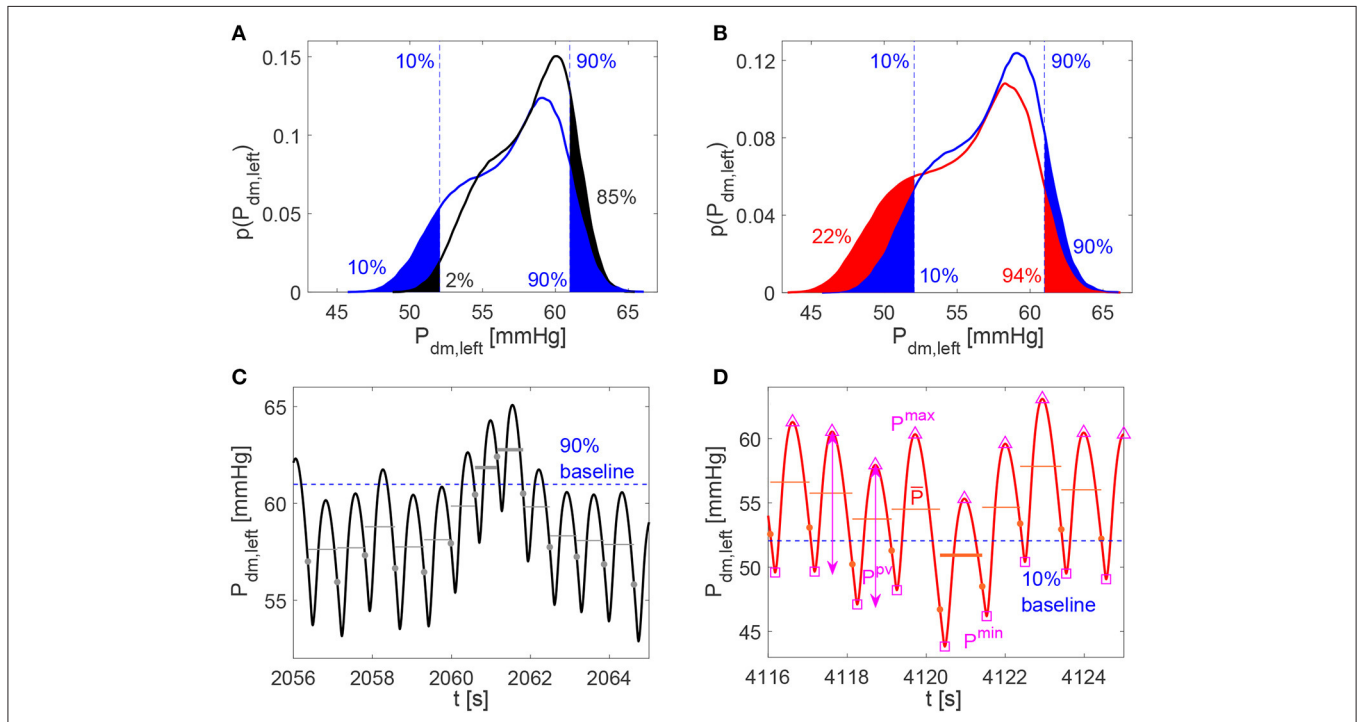 A
B
10%
90%
0.15
0.1
0.05
0
p(P_dm,left)
85%
10%
2%
90%
45 50 55 60 65
P_dm,left [mmHg]
10%
90%
0.12
0.08
0.04
0
p(P_dm,left)
22%
10%
94%
90%
45 50 55 60 65
P_dm,left [mmHg]
C
D
65
60
55
P_dm,left [mmHg]
90%
baseline
2056 2058 2060 2062 2064
t [s]
60
55
50
45
P_dm,left [mmHg]
P^max
P̅
P^pv
10%
baseline
P^min
4116 4118 4120 4122 4124
t [s]